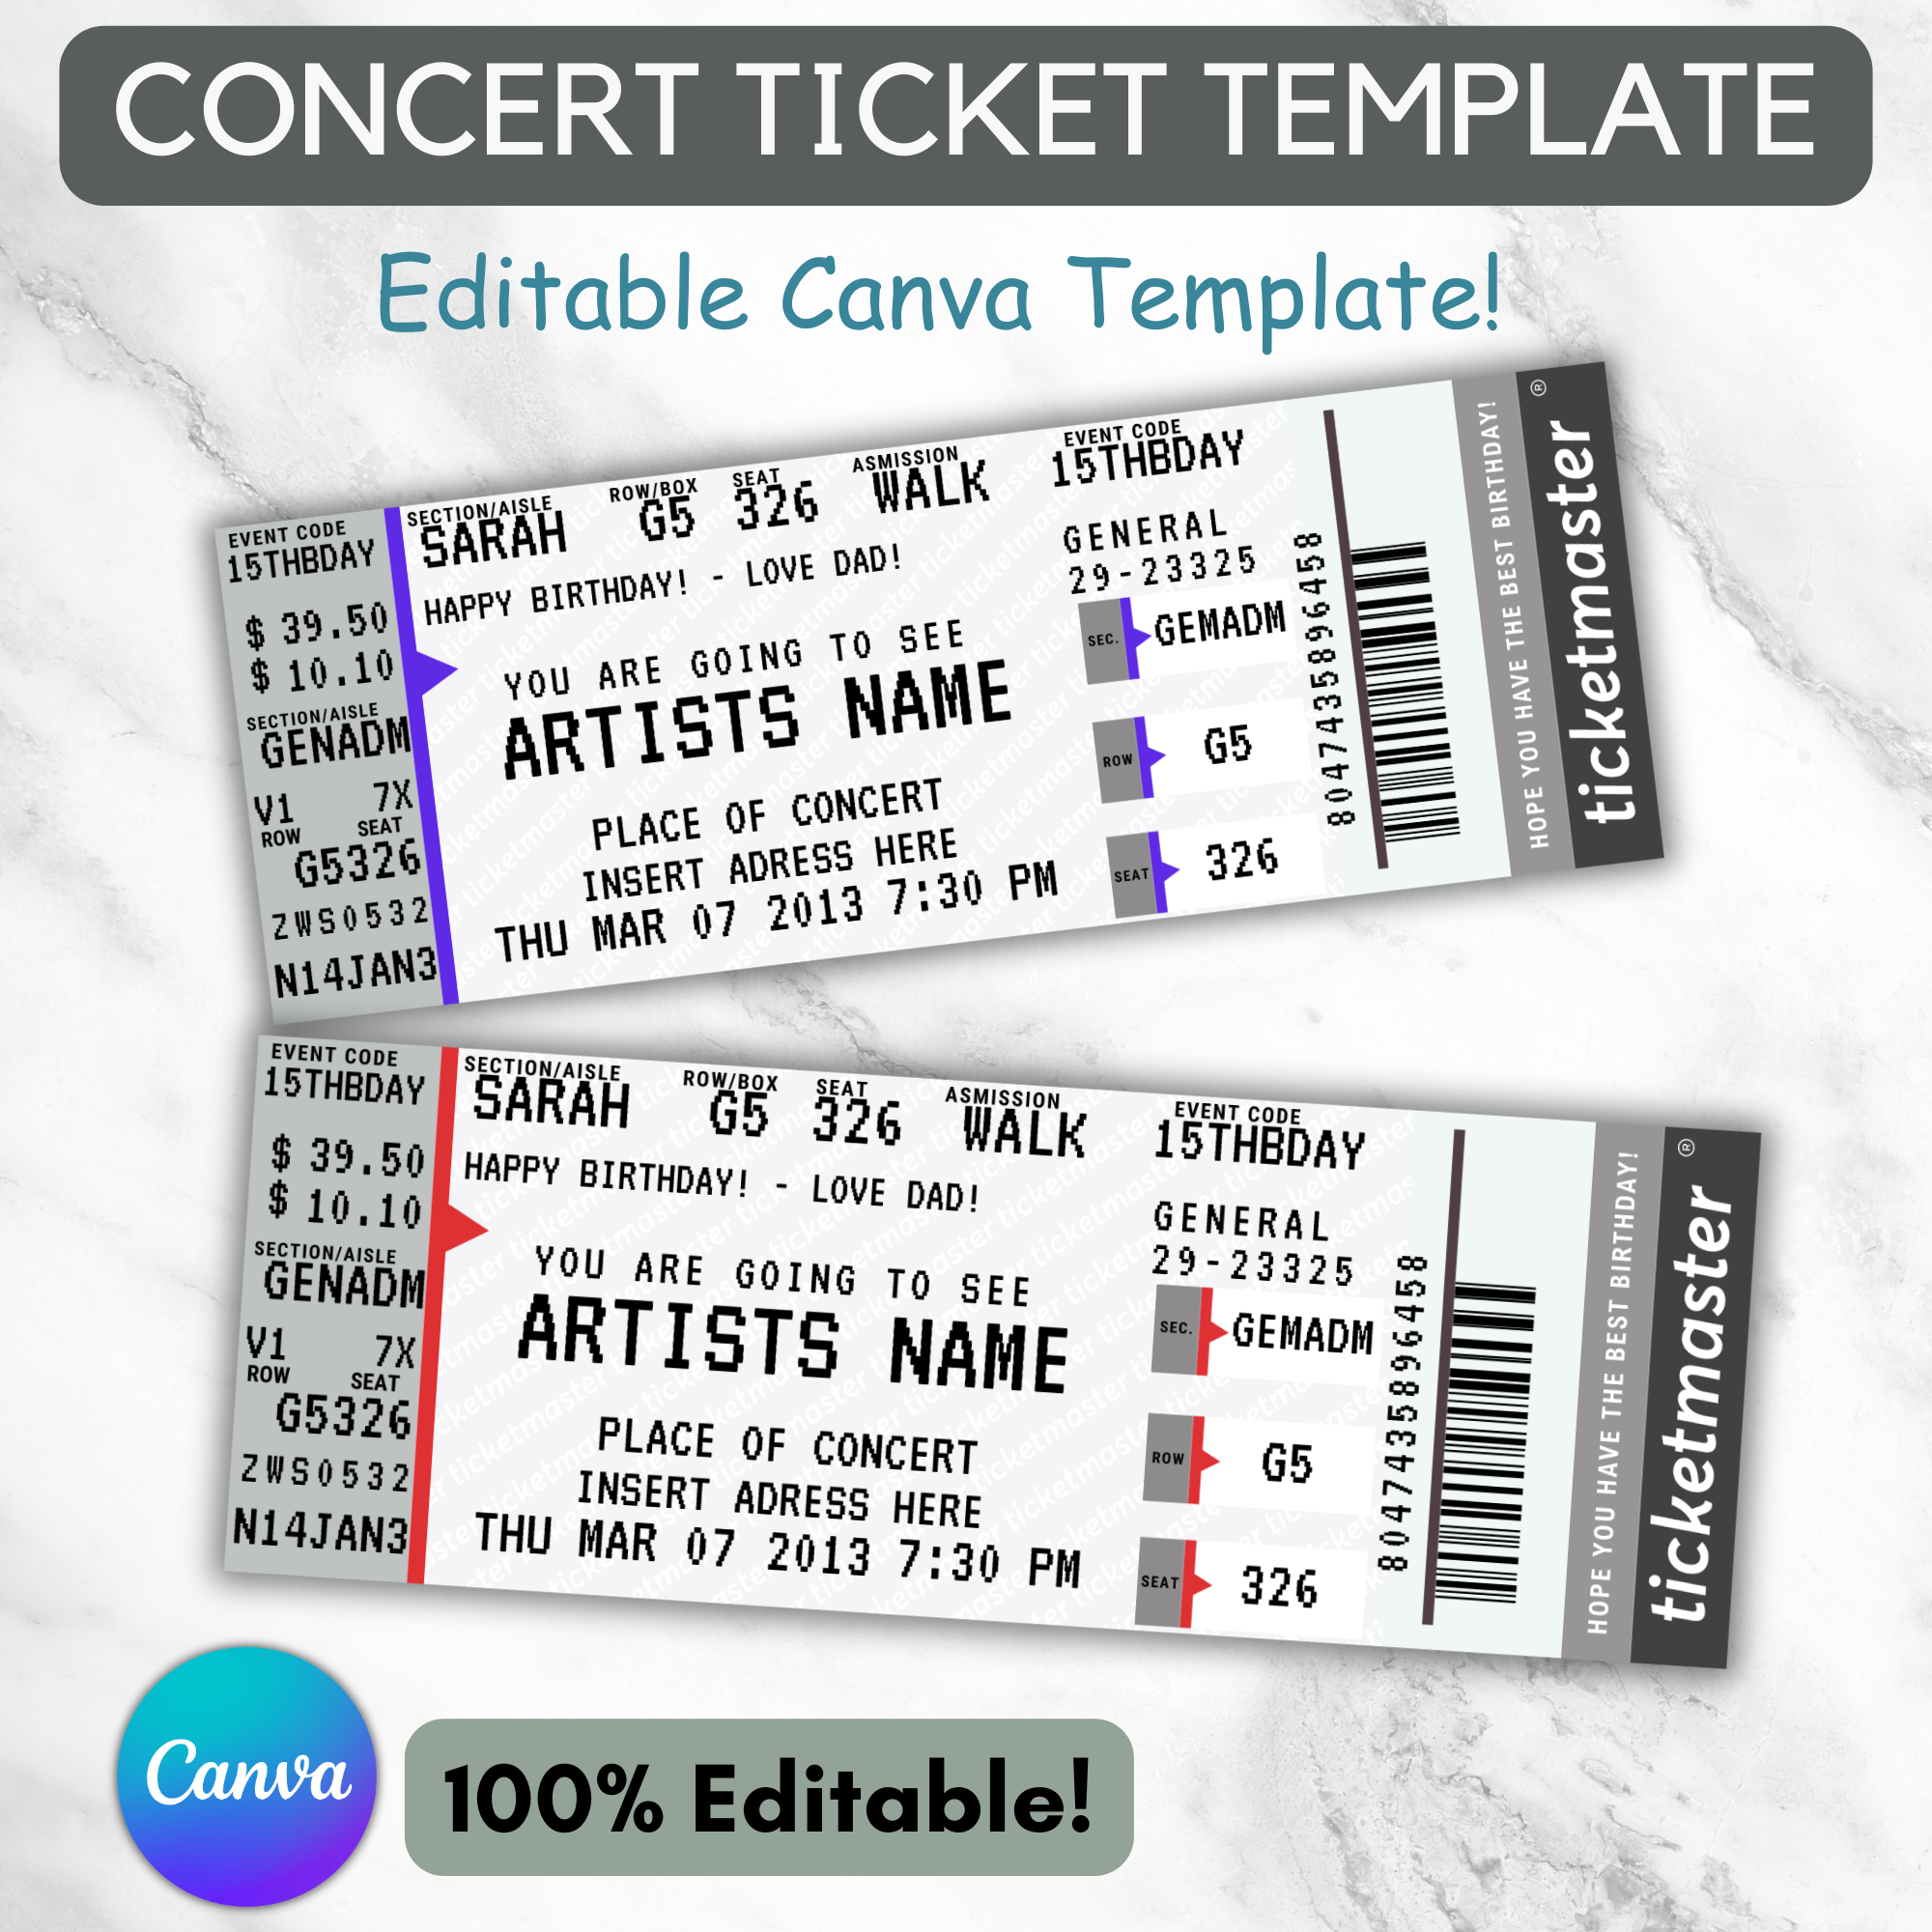 CONCERT TICKET TEMPLATE
Editable Canva Template!
EVENT CODE
15THBDAY
$ 39.50
$ 10.10
SECTION/AISLE
GENADM
V1 7X
ROW SEAT
G5326
ZWS0532
N14JAN3
SECTION/AISLE ROW/BOX SEAT ASMISSION
SARAH G5 326 WALK
HAPPY BIRTHDAY! - LOVE DAD!
YOU ARE GOING TO SEE
ARTISTS NAME
PLACE OF CONCERT
INSERT ADRESS HERE
THU MAR 07 2013 7:30 PM
EVENT CODE
15THBDAY
GENERAL
29-23325
SEC. GEMADM
ROW G5
SEAT 326
8047435896458
HOPE YOU HAVE THE BEST BIRTHDAY!
ticketmaster®
EVENT CODE
15THBDAY
$ 39.50
$ 10.10
SECTION/AISLE
GENADM
V1 7X
ROW SEAT
G5326
ZWS0532
N14JAN3
SECTION/AISLE ROW/BOX SEAT ASMISSION
SARAH G5 326 WALK
HAPPY BIRTHDAY! - LOVE DAD!
YOU ARE GOING TO SEE
ARTISTS NAME
PLACE OF CONCERT
INSERT ADRESS HERE
THU MAR 07 2013 7:30 PM
EVENT CODE
15THBDAY
GENERAL
29-23325
SEC. GEMADM
ROW G5
SEAT 326
8047435896458
HOPE YOU HAVE THE BEST BIRTHDAY!
ticketmaster®
Canva
100% Editable!